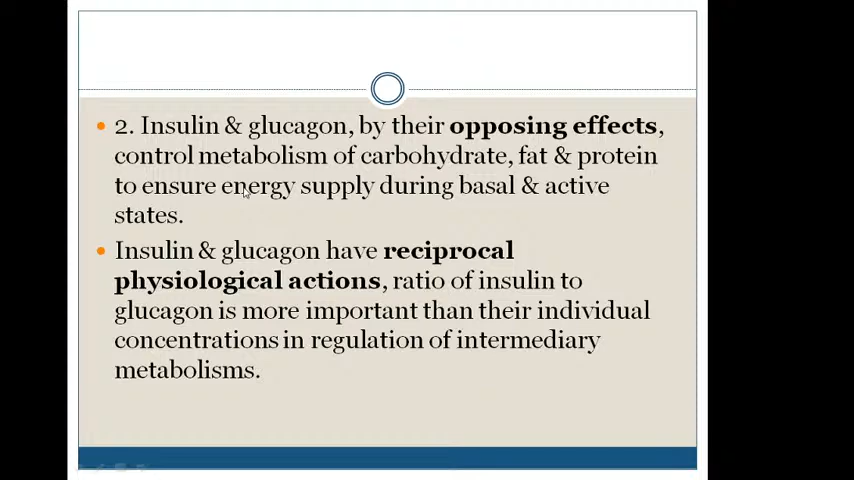 • 2. Insulin & glucagon, by their opposing effects,
control metabolism of carbohydrate, fat & protein
to ensure energy supply during basal & active
states.
• Insulin & glucagon have reciprocal
physiological actions, ratio of insulin to
glucagon is more important than their individual
concentrations in regulation of intermediary
metabolisms.